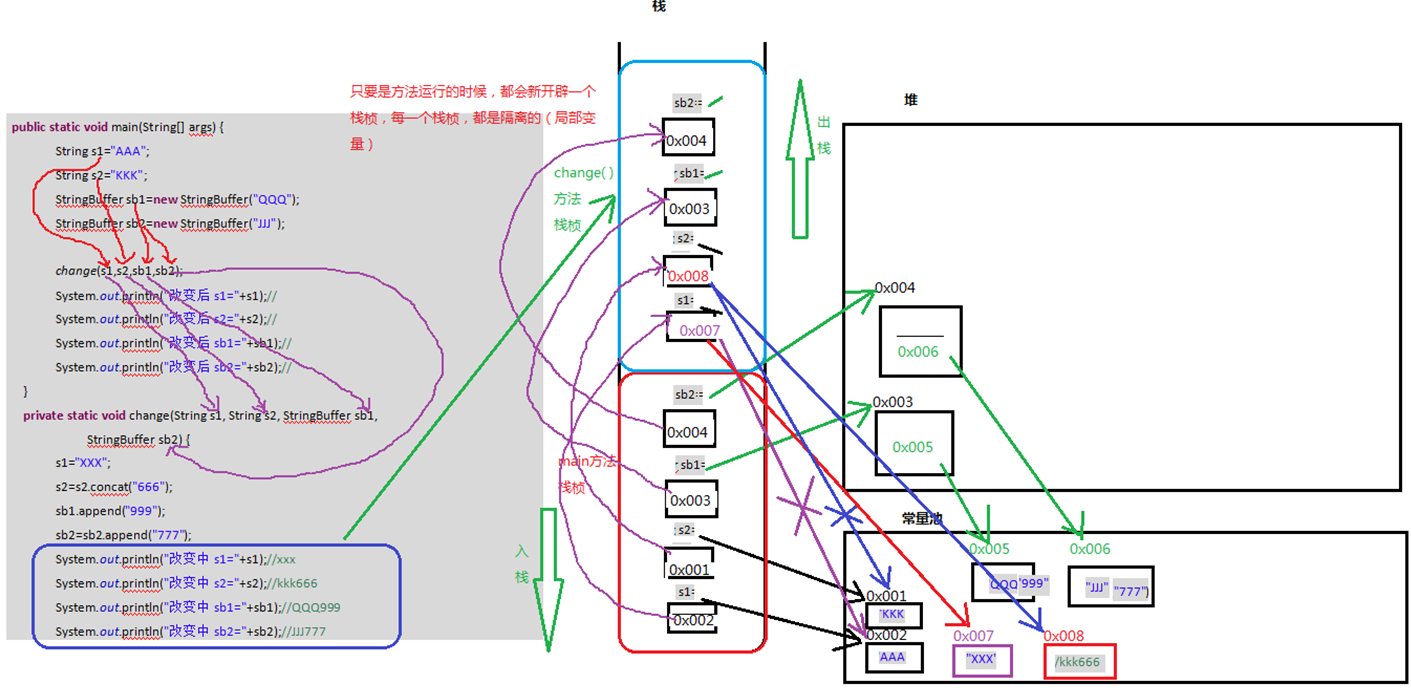 栈
public static void main(String[] args) {
String s1="AAA";
String s2="KKK";
StringBuffer sb1=new StringBuffer("QQQ");
StringBuffer sb2=new StringBuffer("JJJ");
change(s1,s2,sb1,sb2);
System.out.println("改变后 s1="+s1);//
System.out.println("改变后 s2="+s2);//
System.out.println("改变后 sb1="+sb1);//
System.out.println("改变后 sb2="+sb2);//
}
private static void change(String s1, String s2, StringBuffer sb1,
StringBuffer sb2) {
s1="XXX";
s2=s2.concat("666");
sb1.append("999");
sb2=sb2.append("777");
System.out.println("改变中 s1="+s1);//xxx
System.out.println("改变中 s2="+s2);//kkk666
System.out.println("改变中 sb1="+sb1);//QQQ999
System.out.println("改变中 sb2="+sb2);//JJJ777
只要是方法运行的时候，都会新开辟一个
栈桢，每一个栈桢，都是隔离的（局部变
量）
change( )
方法
栈桢
sb2=
0x004
sb1=
0x003
s2=
0x008
s1=
0x007
出
栈
main方法
栈桢
入
栈
sb2=
0x004
sb1=
0x003
s2=
0x001
s1=
0x002
堆
0x004
0x006
0x003
0x005
常量池
0x005
QQQ"999"
0x006
"JJJ" "777")
0x001
'KKK
0x002
AAA
0x007
"XXX'
0x008
/kkk666